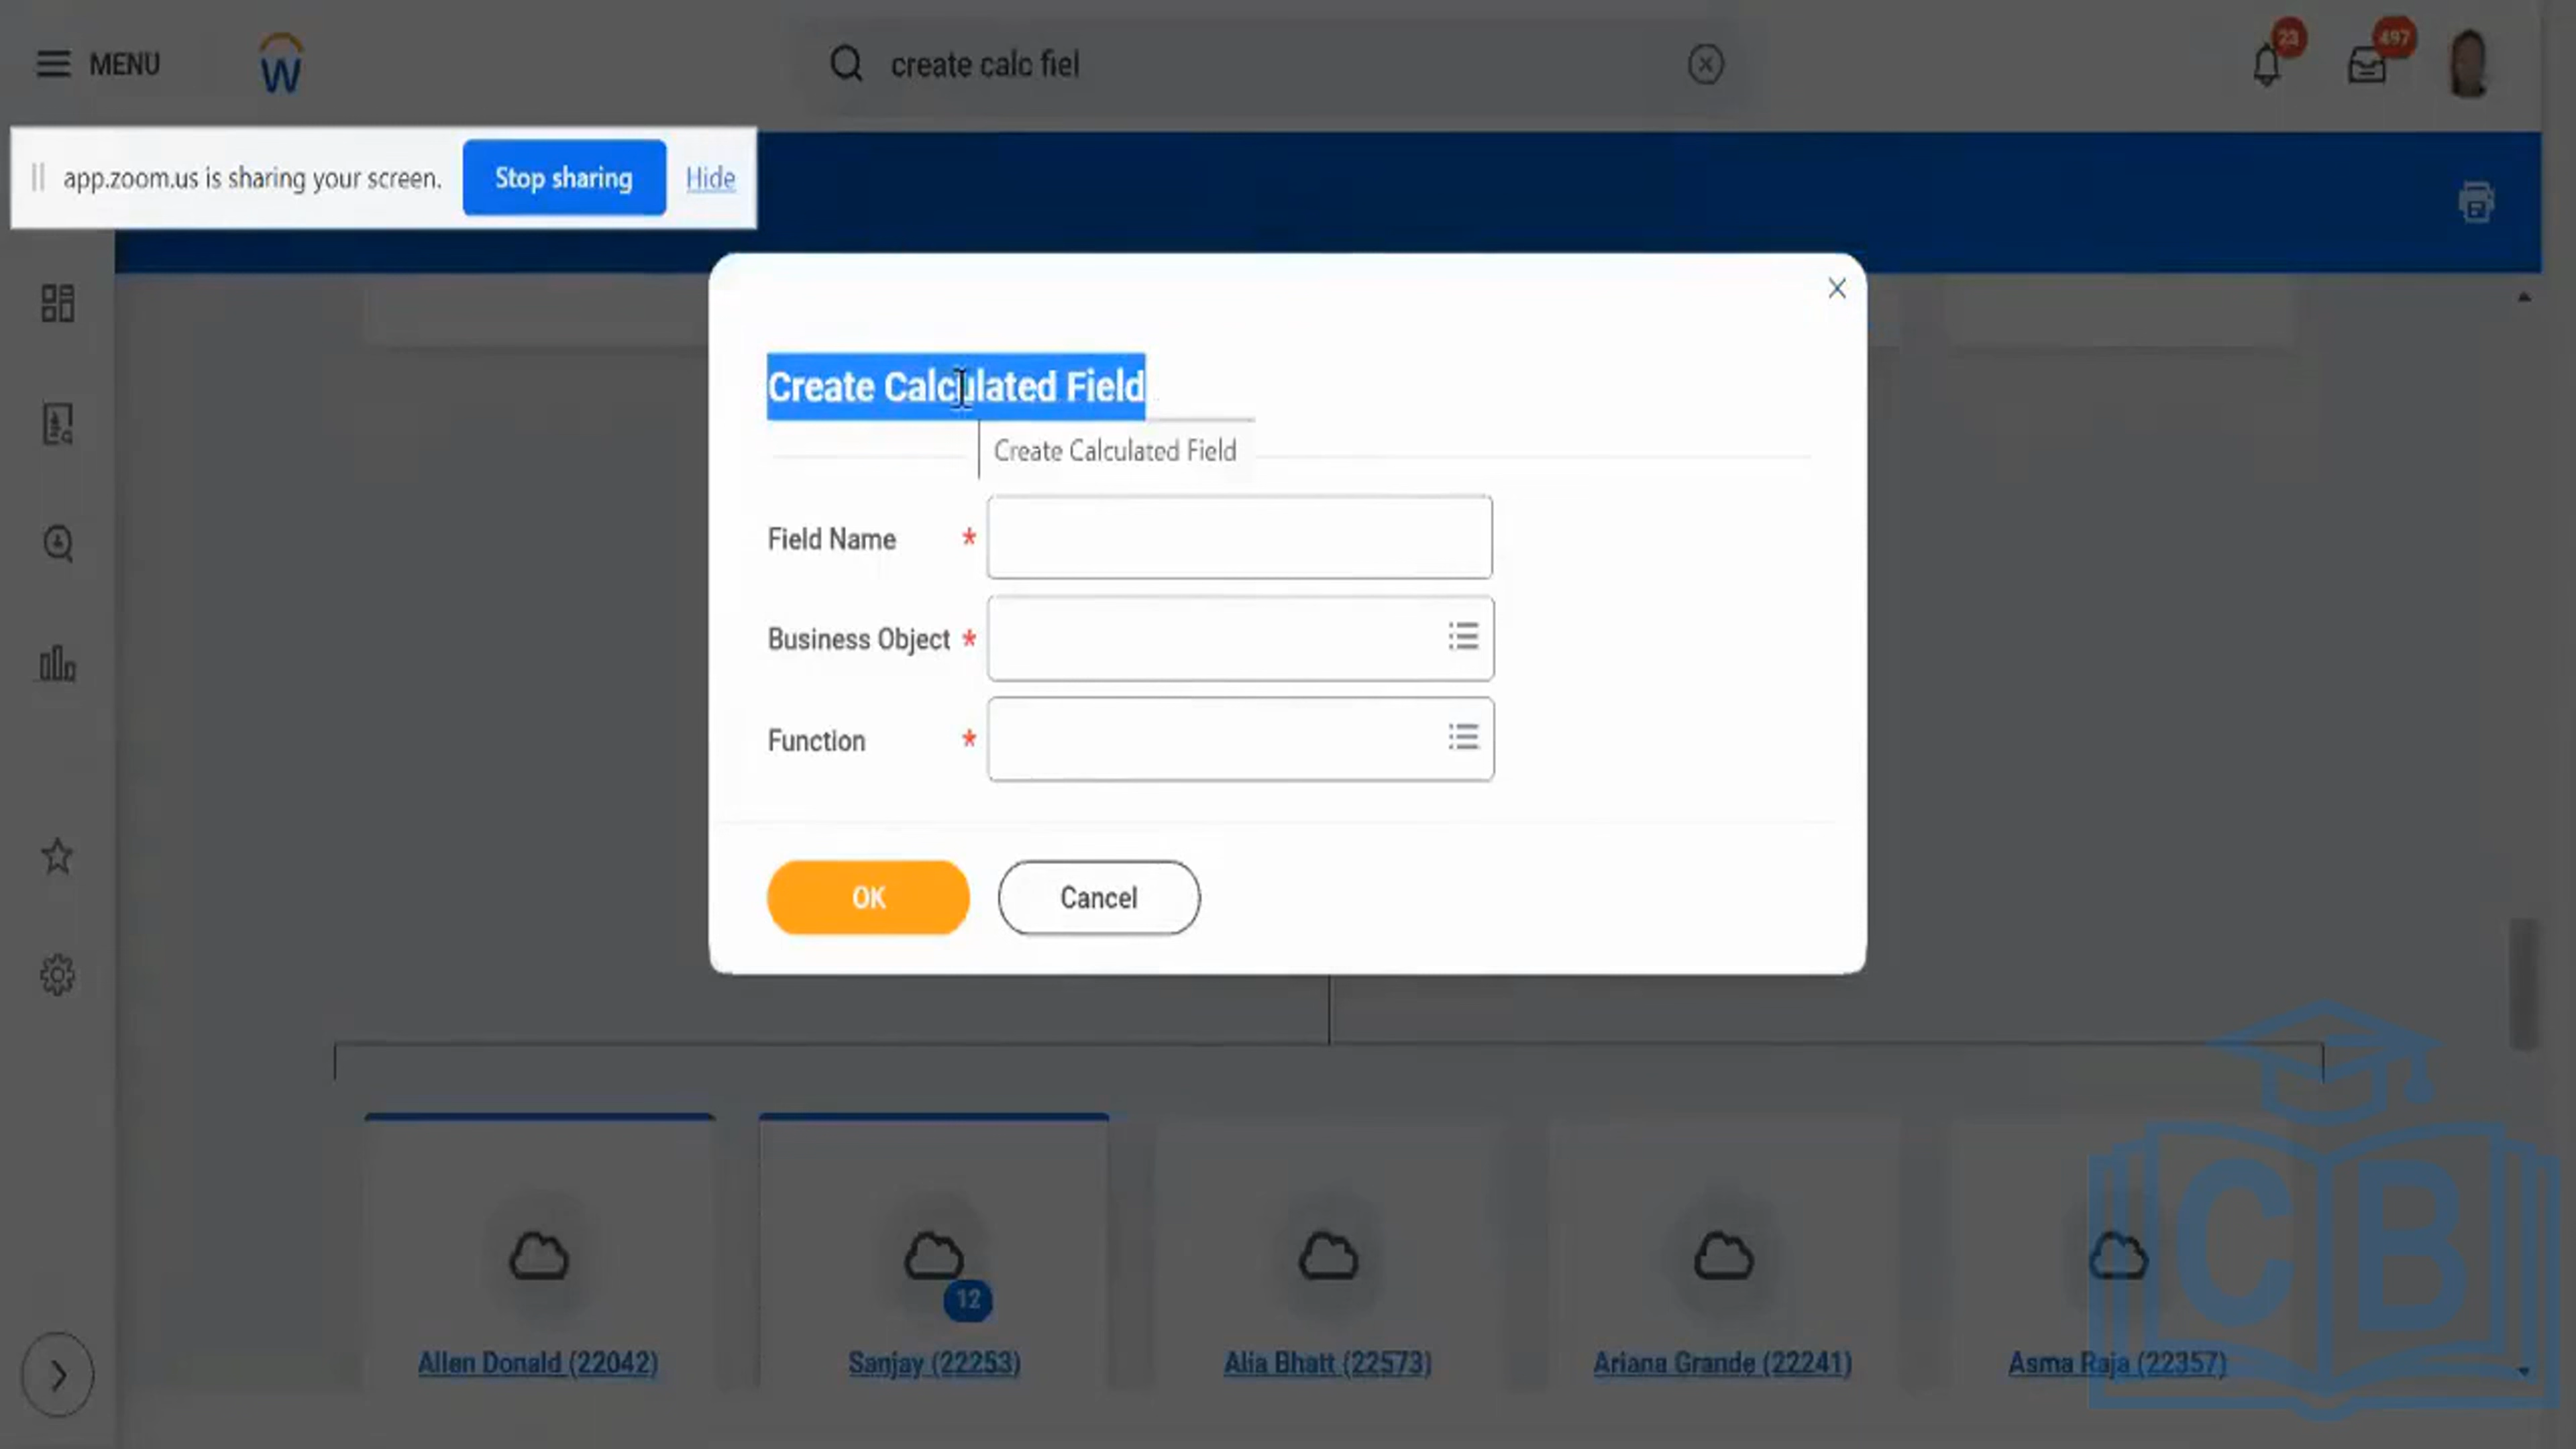 MENU
W
create calc fiel
23
497
app.zoom.us is sharing your screen.
Stop sharing
Hide
Create Calculated Field
Create Calculated Field
Field Name *
Business Object *
Function *
OK
Cancel
12
Allen Donald (22042)
Sanjay (22253)
Alia Bhatt (22573)
Ariana Grande (22241)
Asma Raja (22357)
CB